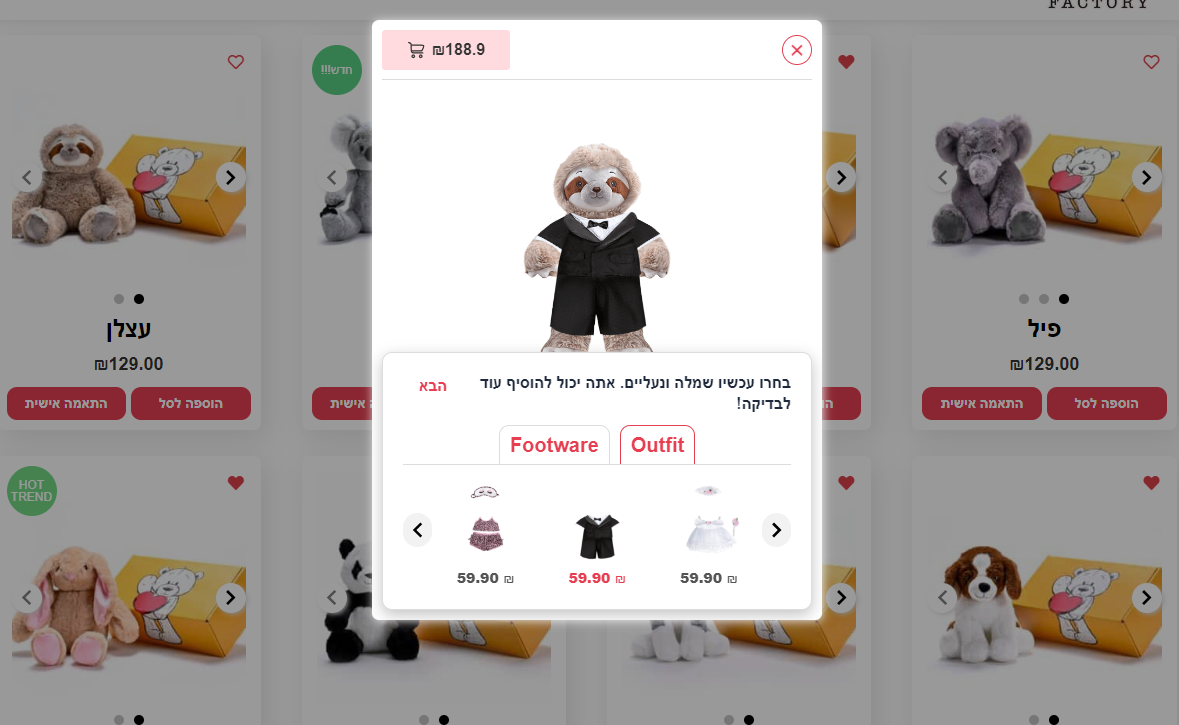 FACTORY
₪188.9
חדש!!!
עצלן
₪129.00
הוספה לסל
התאמה אישית
פיל
₪129.00
הוספה לסל
התאמה אישית
בחרו עכשיו שמלה ונעליים. אתה יכול להוסיף עוד
לבדיקה!
הבא
Footware
Outfit
59.90 ₪
59.90 ₪
59.90 ₪
HOT
TREND